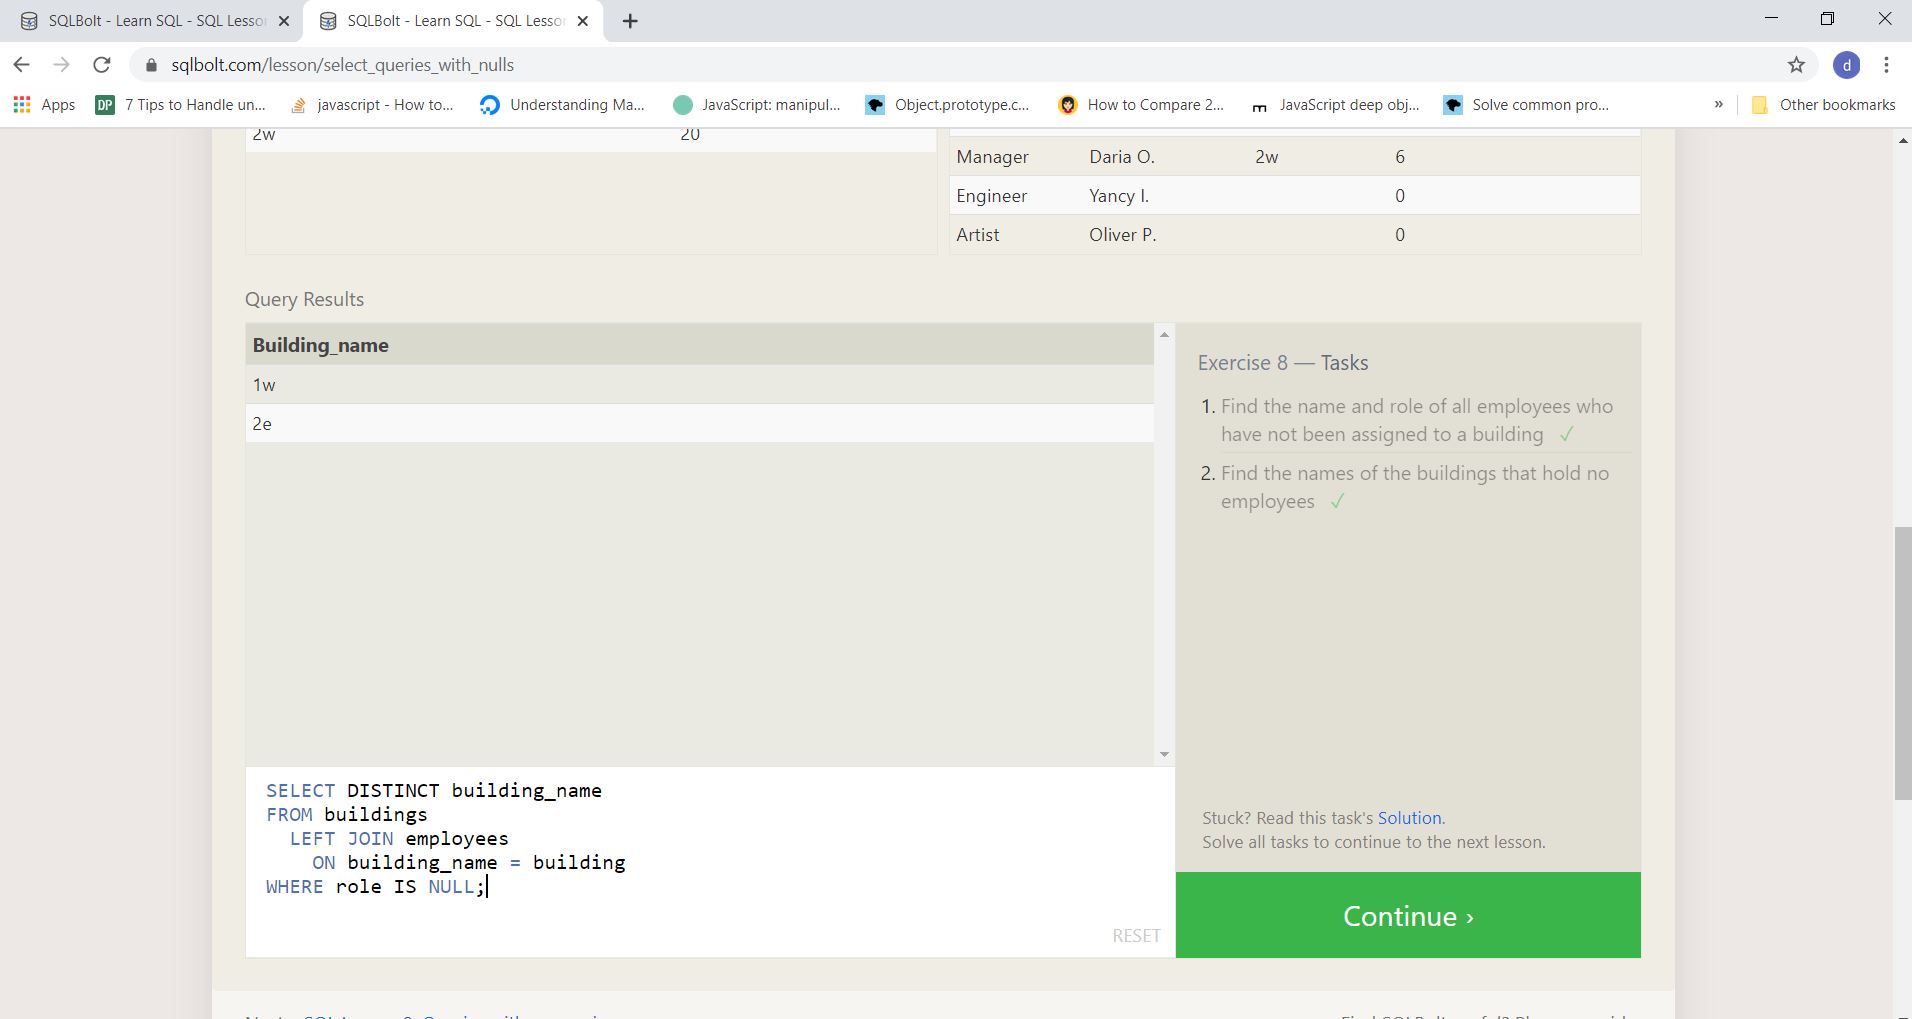 SQLBolt - Learn SQL - SQL Lesso
SQLBolt - Learn SQL - SQL Lesso
sqlbolt.com/lesson/select_queries_with_nulls
d
Apps
DP
7 Tips to Handle un...
javascript - How to...
Understanding Ma...
JavaScript: manipul...
Object.prototype.c...
How to Compare 2...
JavaScript deep obj...
Solve common pro...
»
Other bookmarks
2w 20
Manager Daria O. 2w 6
Engineer Yancy I. 0
Artist Oliver P. 0
Query Results
Building_name
1w
2e
Exercise 8 — Tasks
1. Find the name and role of all employees who
have not been assigned to a building ✓
2. Find the names of the buildings that hold no
employees ✓
SELECT DISTINCT building_name
FROM buildings
LEFT JOIN employees
ON building_name = building
WHERE role IS NULL;
RESET
Stuck? Read this task's Solution.
Solve all tasks to continue to the next lesson.
Continue ›